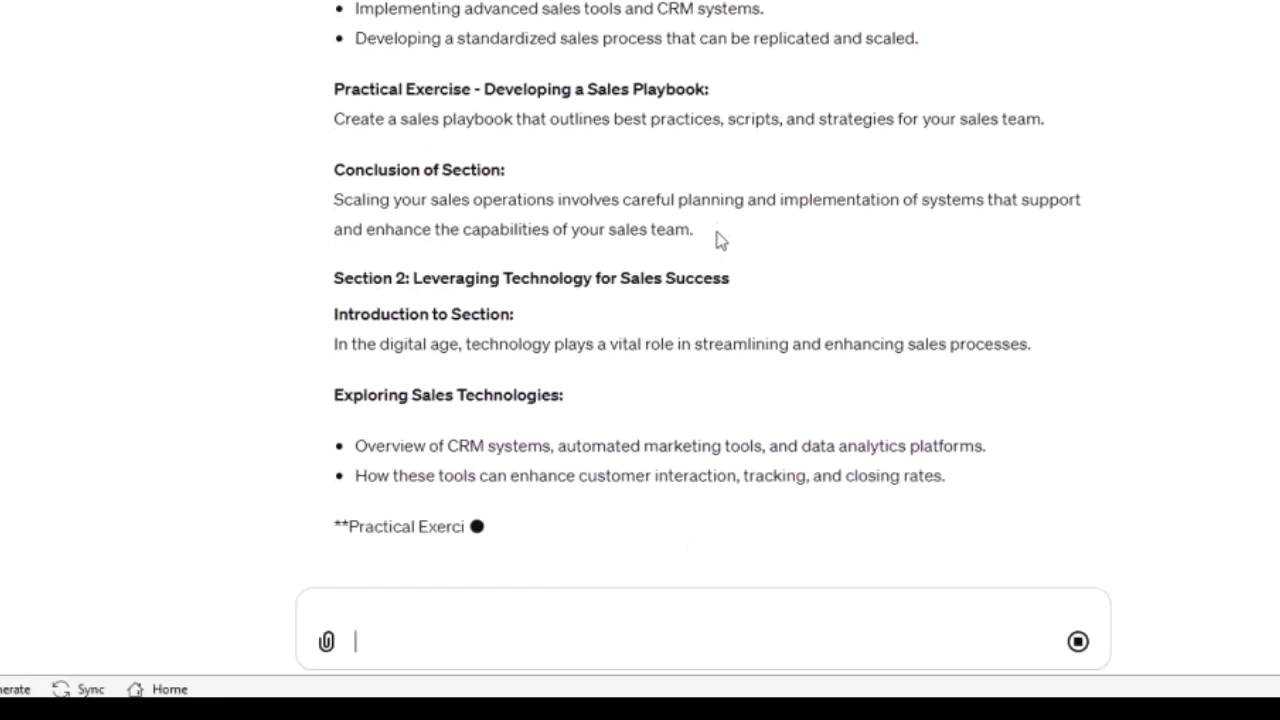 Implementing advanced sales tools and CRM systems.
Developing a standardized sales process that can be replicated and scaled.
Practical Exercise - Developing a Sales Playbook:
Create a sales playbook that outlines best practices, scripts, and strategies for your sales team.
Conclusion of Section:
Scaling your sales operations involves careful planning and implementation of systems that support
and enhance the capabilities of your sales team.
Section 2: Leveraging Technology for Sales Success
Introduction to Section:
In the digital age, technology plays a vital role in streamlining and enhancing sales processes.
Exploring Sales Technologies:
Overview of CRM systems, automated marketing tools, and data analytics platforms.
How these tools can enhance customer interaction, tracking, and closing rates.
**Practical Exerci
nerate Sync Home